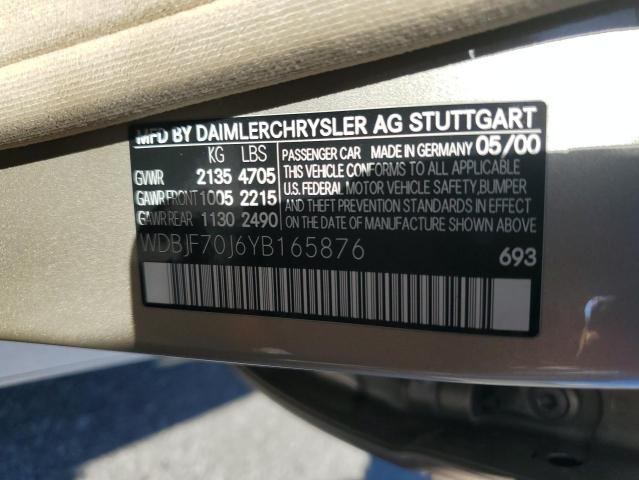 MFD BY DAIMLERCHRYSLER AG STUTTGART
KG LBS
GVWR 2135 4705
GAWR FRONT 1005 2215
GAWR REAR 1130 2490
PASSENGER CAR MADE IN GERMANY 05/00
THIS VEHICLE CONFORMS TO ALL APPLICABLE
U.S. FEDERAL MOTOR VEHICLE SAFETY, BUMPER
AND THEFT PREVENTION STANDARDS IN EFFECT
ON THE DATE OF MANUFACTURE SHOWN ABOVE
WDBJF70J6YB165876
693